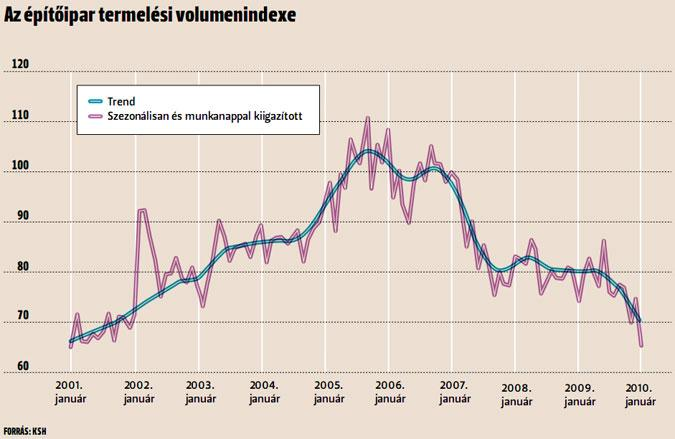 Az építőipar termelési volumenindexe
120
Trend
Szezonálisan és munkanappal kiigazított
110
100
90
80
70
60
2001. január
2002. január
2003. január
2004. január
2005. január
2006. január
2007. január
2008. január
2009. január
2010. január
FORRÁS: KSH